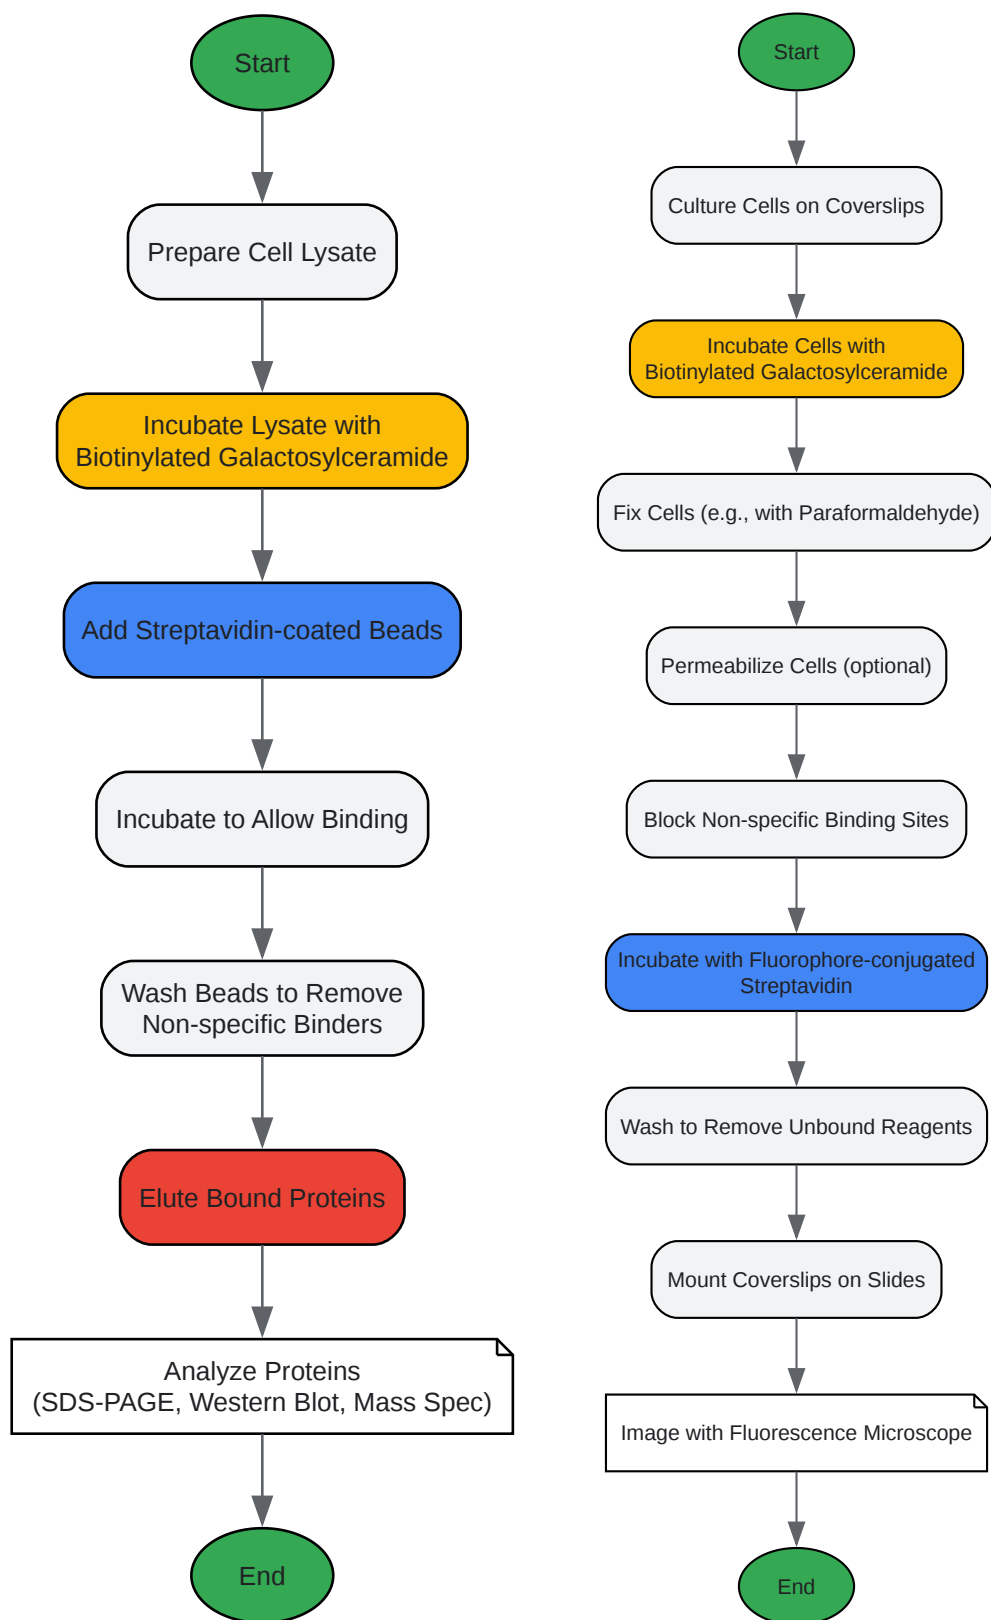 Start
Prepare Cell Lysate
Incubate Lysate with
Biotinylated Galactosylceramide
Add Streptavidin-coated Beads
Incubate to Allow Binding
Wash Beads to Remove
Non-specific Binders
Elute Bound Proteins
Analyze Proteins
(SDS-PAGE, Western Blot, Mass Spec)
End
Start
Culture Cells on Coverslips
Incubate Cells with
Biotinylated Galactosylceramide
Fix Cells (e.g., with Paraformaldehyde)
Permeabilize Cells (optional)
Block Non-specific Binding Sites
Incubate with Fluorophore-conjugated
Streptavidin
Wash to Remove Unbound Reagents
Mount Coverslips on Slides
Image with Fluorescence Microscope
End